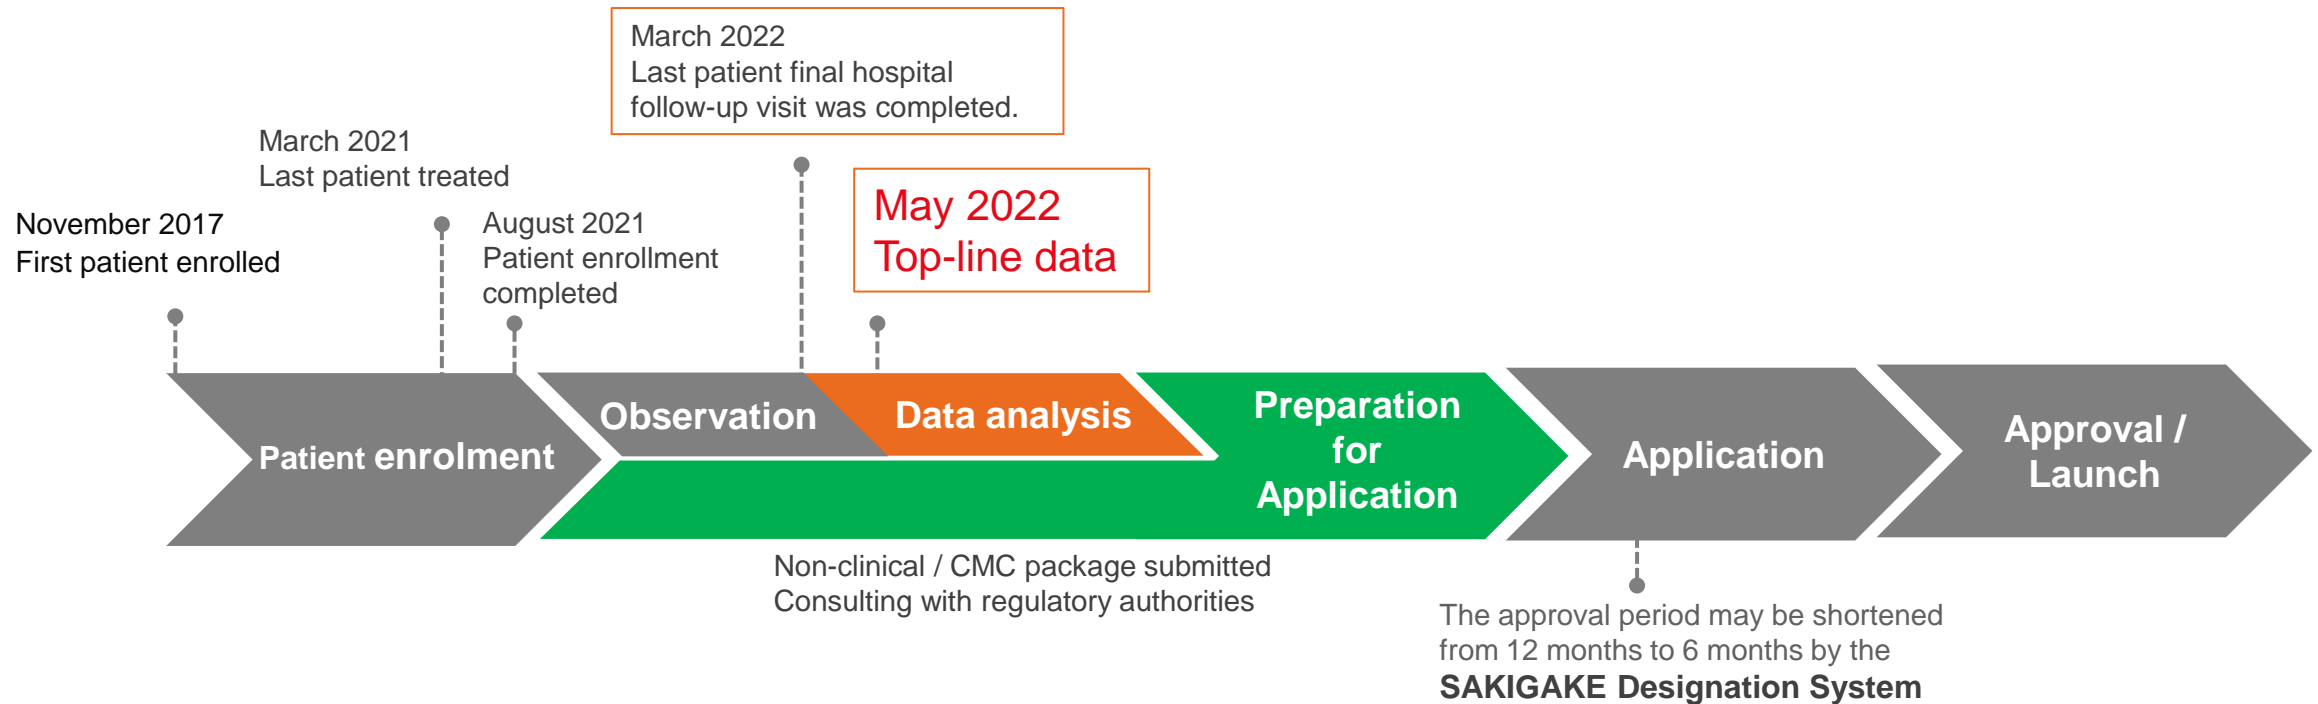 March 2022
Last patient final hospital
follow-up visit was completed.
March 2021
Last patient treated
May 2022
Top-line data
November 2017
First patient enrolled
August 2021
Patient enrollment
completed
Patient enrolment
Observation
Data analysis
Preparation
for
Application
Application
Approval /
Launch
Non-clinical / CMC package submitted
Consulting with regulatory authorities
The approval period may be shortened
from 12 months to 6 months by the
SAKIGAKE Designation System